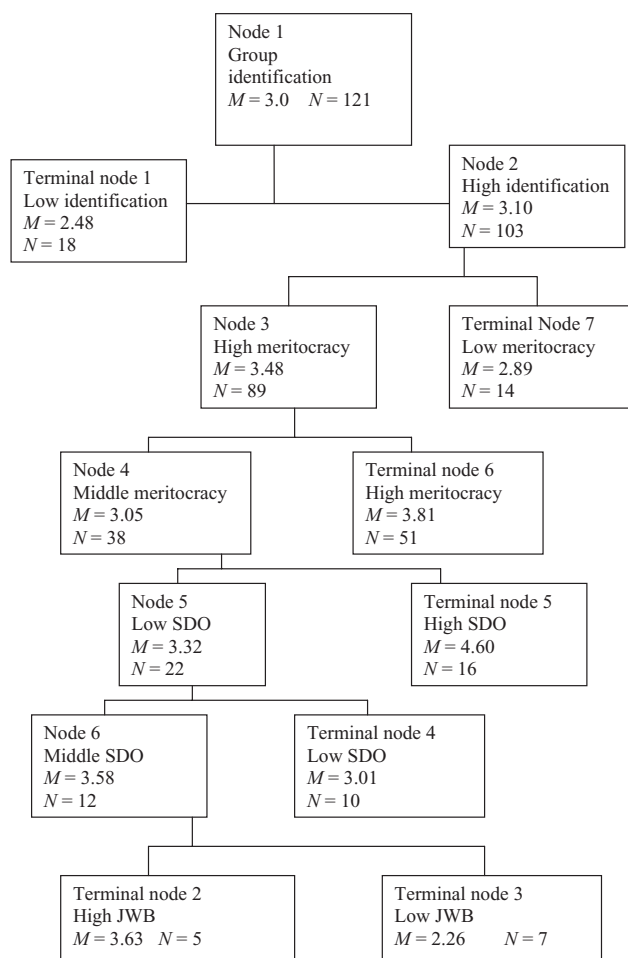 Node 1
Group
identification
M = 3.0 N = 121
Terminal node 1
Low identification
M = 2.48
N = 18
Node 2
High identification
M = 3.10
N = 103
Node 3
High meritocracy
M = 3.48
N = 89
Terminal Node 7
Low meritocracy
M = 2.89
N = 14
Node 4
Middle meritocracy
M = 3.05
N = 38
Terminal node 6
High meritocracy
M = 3.81
N = 51
Node 5
Low SDO
M = 3.32
N = 22
Terminal node 5
High SDO
M = 4.60
N = 16
Node 6
Middle SDO
M = 3.58
N = 12
Terminal node 4
Low SDO
M = 3.01
N = 10
Terminal node 2
High JWB
M = 3.63 N = 5
Terminal node 3
Low JWB
M = 2.26 N = 7